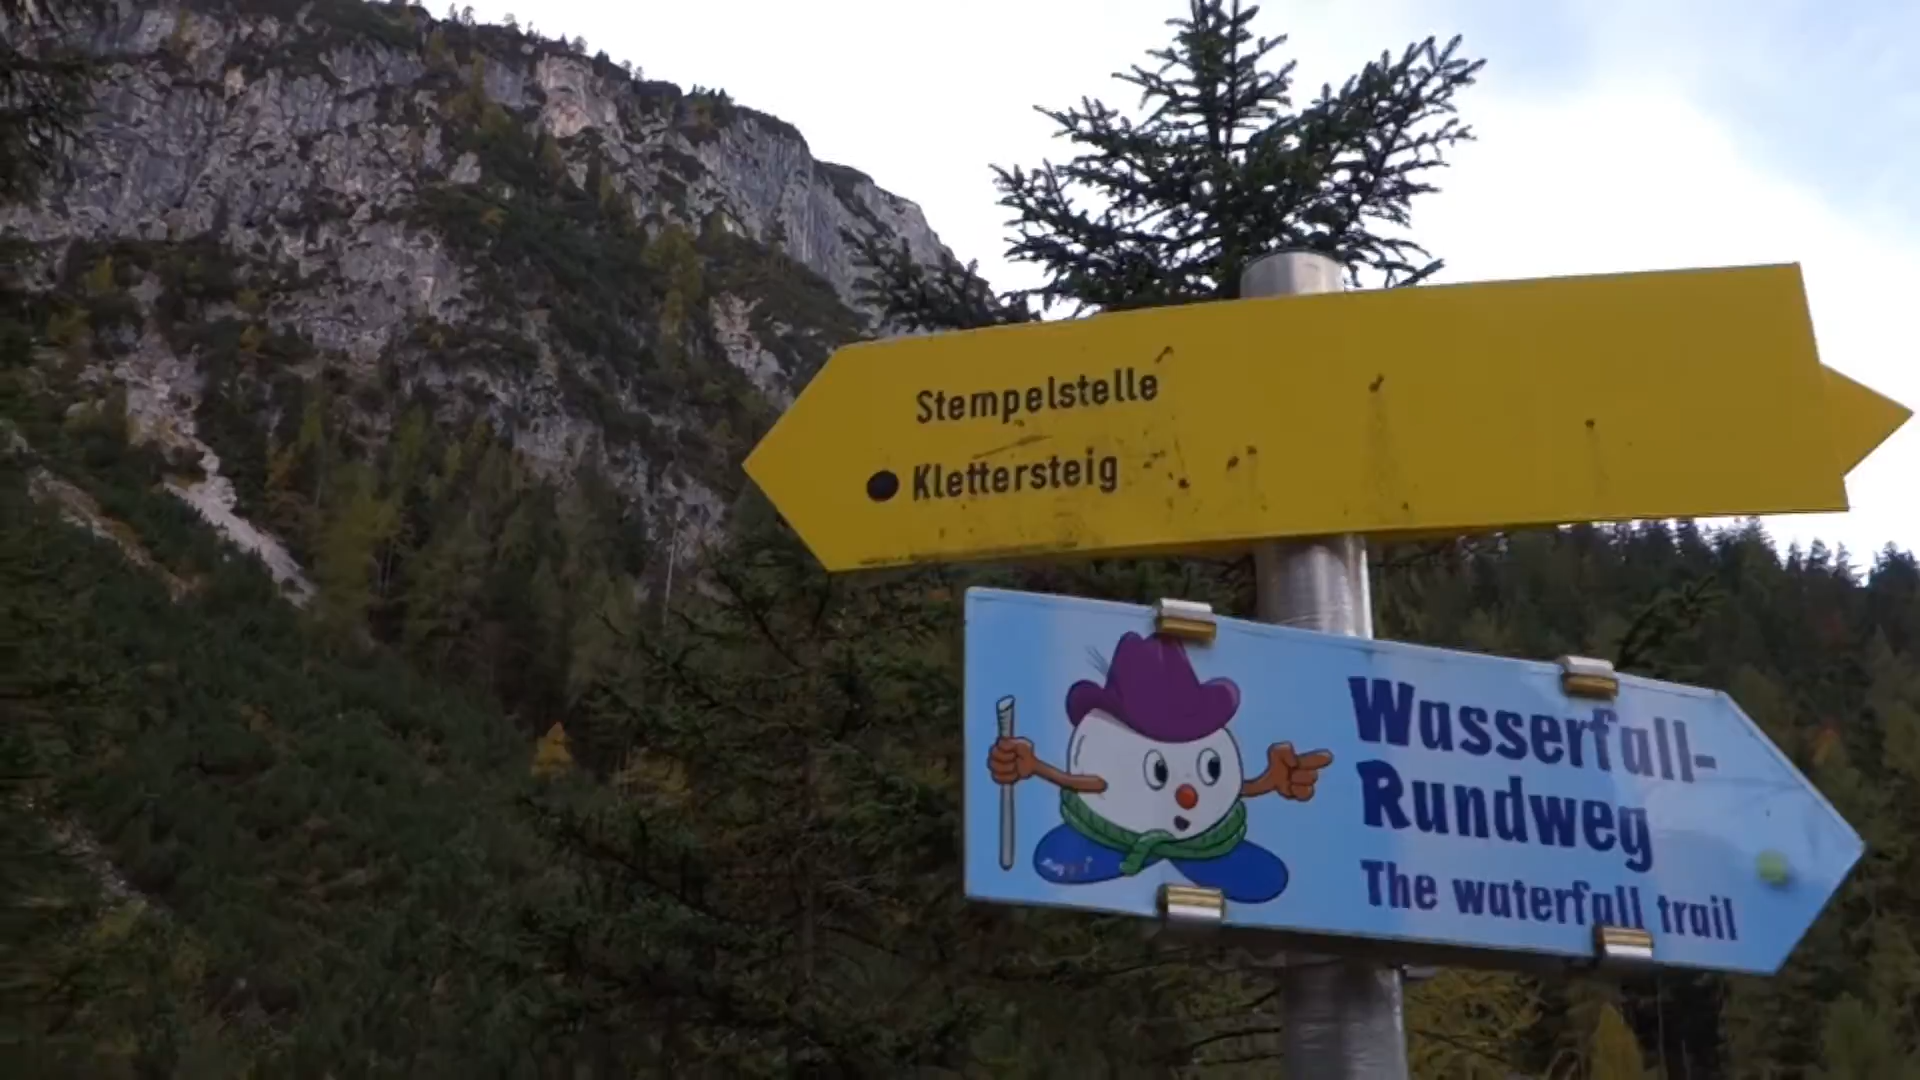 Stempelstelle
Klettersteig
Wasserfall-
Rundweg
The waterfall trail